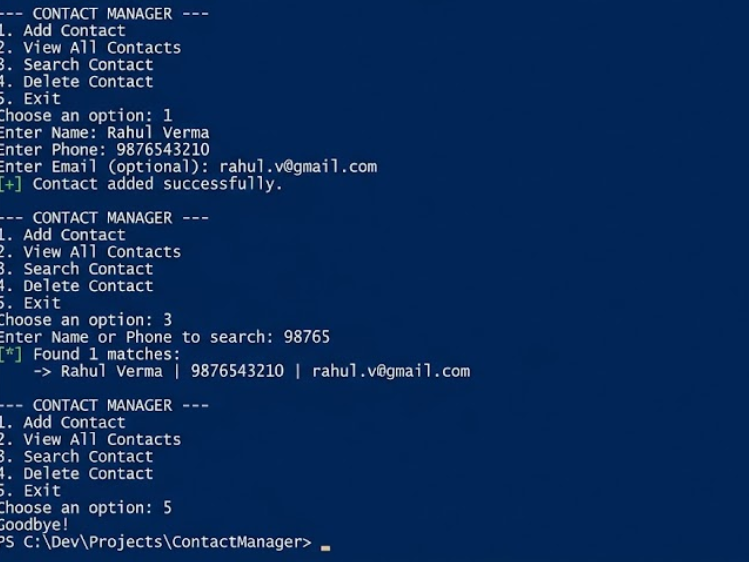 --- CONTACT MANAGER ---
1. Add Contact
2. View All Contacts
3. Search Contact
4. Delete Contact
5. Exit
Choose an option: 1
Enter Name: Rahul Verma
Enter Phone: 9876543210
Enter Email (optional): rahul.v@gmail.com
[+] Contact added successfully.
--- CONTACT MANAGER ---
1. Add Contact
2. View All Contacts
3. Search Contact
4. Delete Contact
5. Exit
Choose an option: 3
Enter Name or Phone to search: 98765
[*] Found 1 matches:
-> Rahul Verma | 9876543210 | rahul.v@gmail.com
--- CONTACT MANAGER ---
1. Add Contact
2. View All Contacts
3. Search Contact
4. Delete Contact
5. Exit
Choose an option: 5
Goodbye!
PS C:\Dev\Projects\ContactManager>